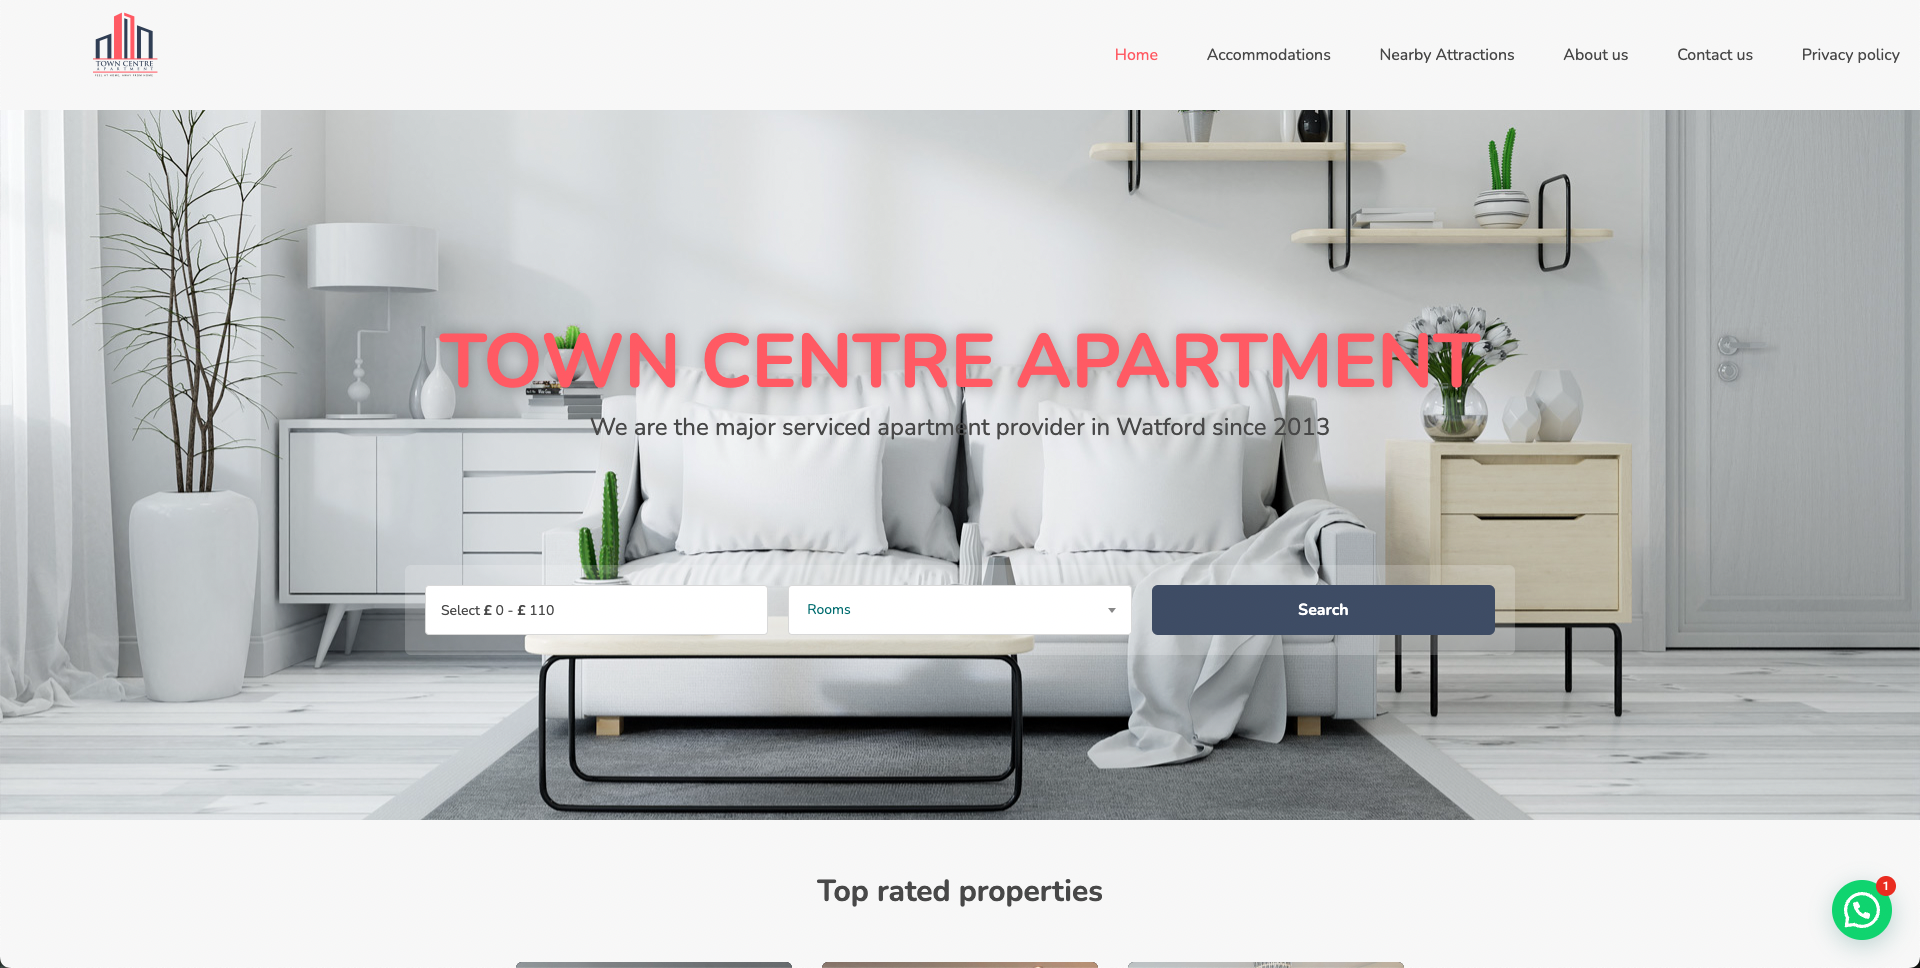 TOWN CENTRE
APARTMENT
Home
Accommodations
Nearby Attractions
About us
Contact us
Privacy policy
TOWN CENTRE APARTMENT
We are the major serviced apartment provider in Watford since 2013
Select £ 0 - £ 110
Rooms
Search
Top rated properties
1